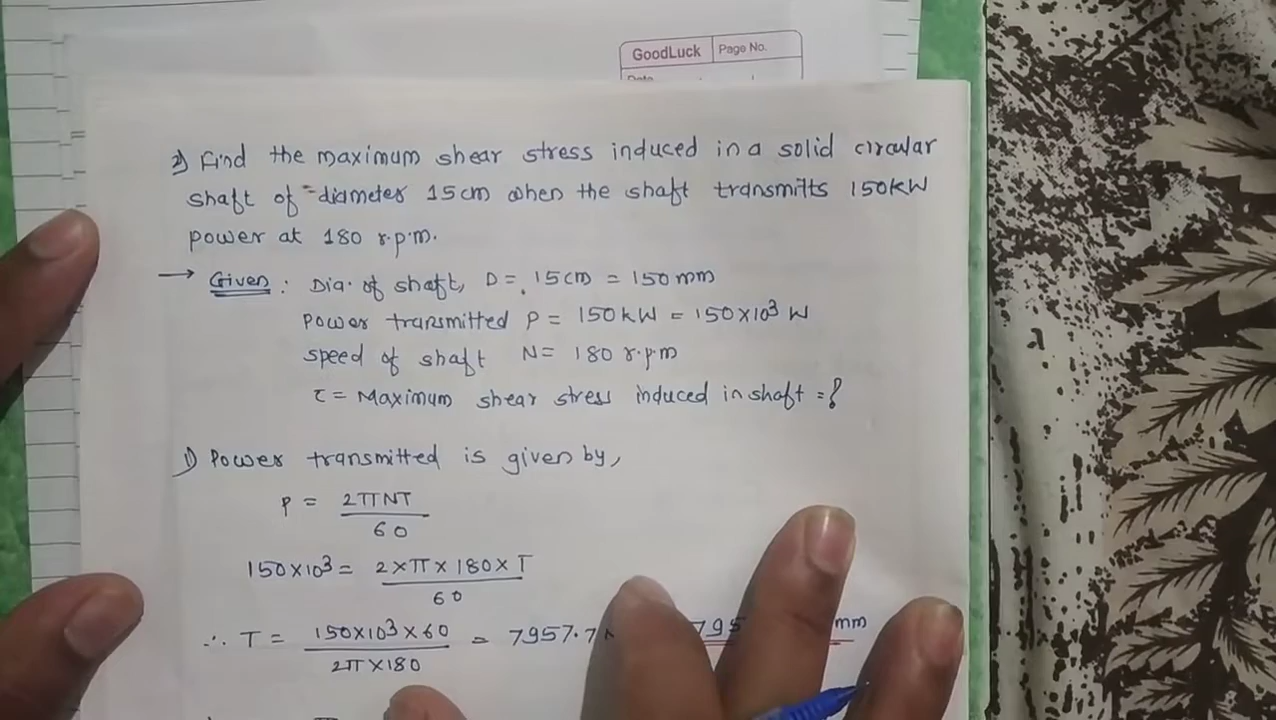 GoodLuck Page No.
2) Find the maximum shear stress induced in a solid circular
shaft of diameter 15cm when the shaft transmits 150kW
power at 180 r.p.m.
→ Given : Dia. of shaft, D = 15cm = 150mm
power transmitted P = 150kW = 150×10³ W
speed of shaft N = 180 r.p.m
τ = Maximum shear stress induced in shaft = ?
1) Power transmitted is given by,
P = 2πNT
60
150×10³ = 2×π×180×T
60
∴ T = 150×10³×60 = 7957.7 mm
2π×180